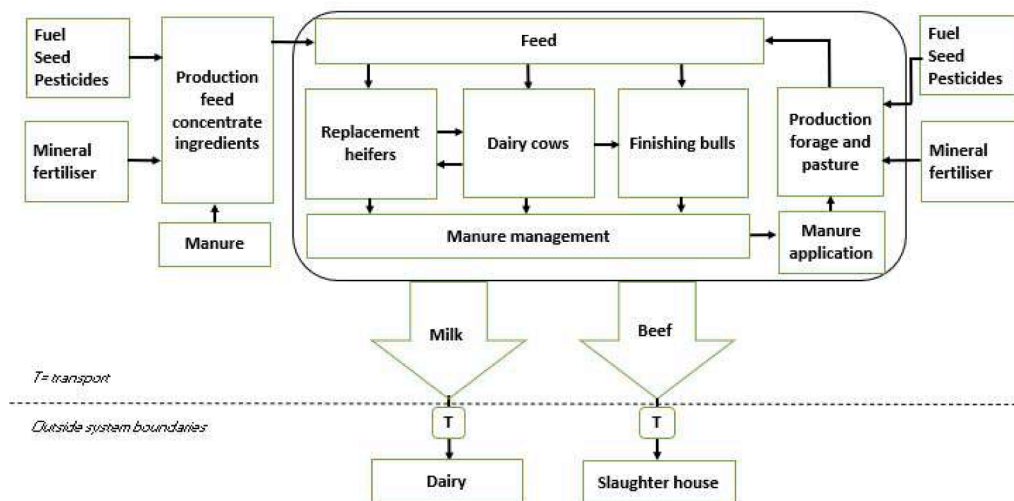 Fuel
Seed
Pesticides
Mineral
fertiliser
Production
feed
concentrate
ingredients
Manure
Feed
Replacement
heifers
Dairy cows
Finishing bulls
Manure management
Production
forage and
pasture
Manure
application
Fuel
Seed
Pesticides
Mineral
fertiliser
Milk
Beef
T= transport
Outside system boundaries
T
T
Dairy
Slaughter house